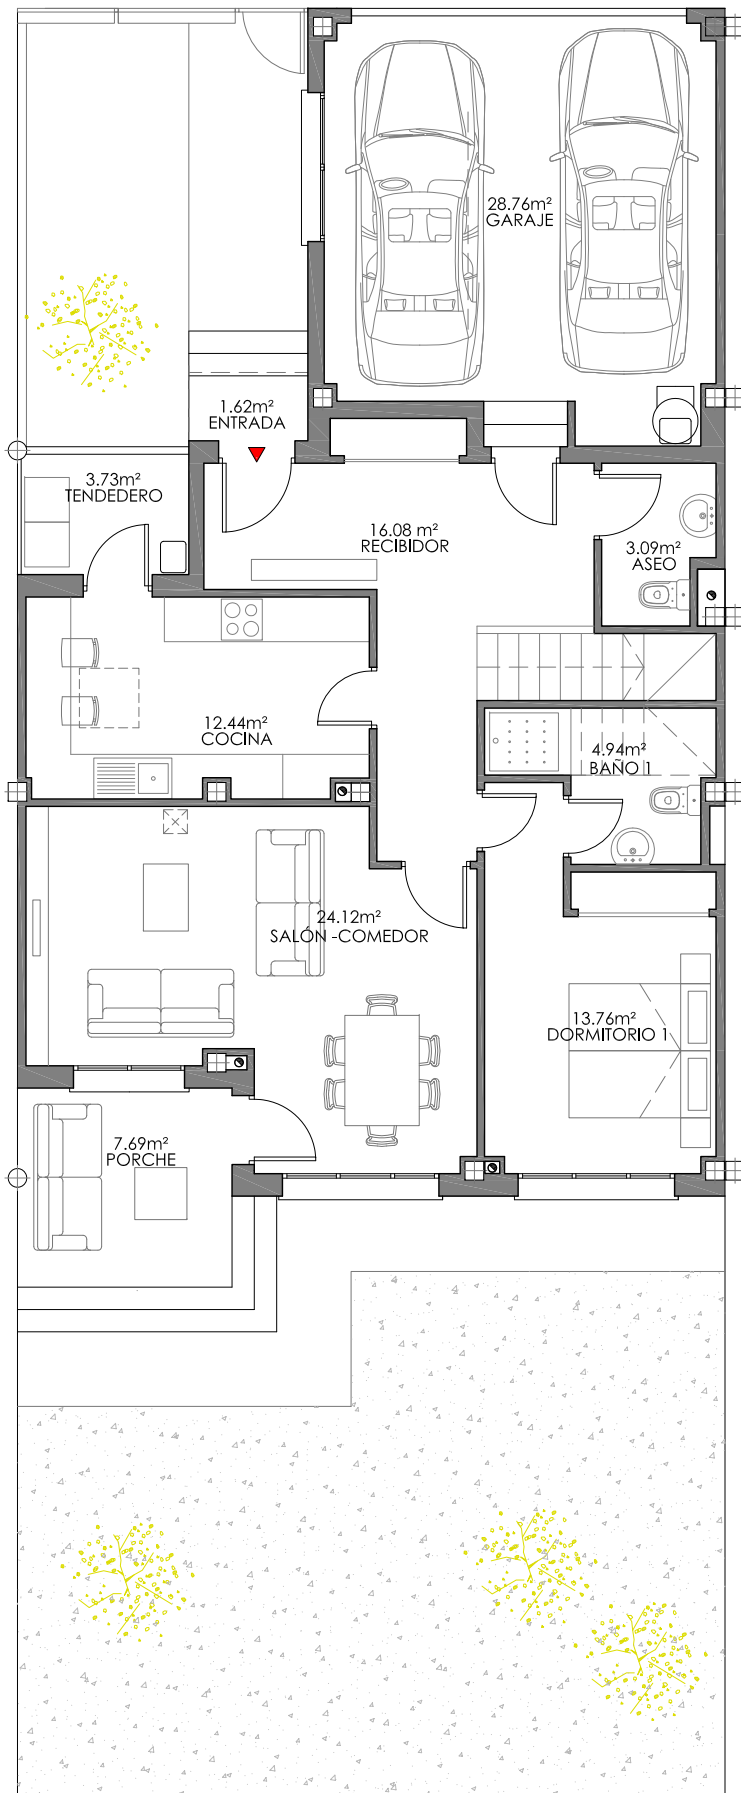 28.76m²
GARAJE
1.62m²
ENTRADA
3.73m²
TENDEDERO
16.08 m²
RECIBIDOR
3.09m²
ASEO
12.44m²
COCINA
4.94m²
BAÑO 1
24.12m²
SALÓN -COMEDOR
13.76m²
DORMITORIO 1
7.69m²
PORCHE